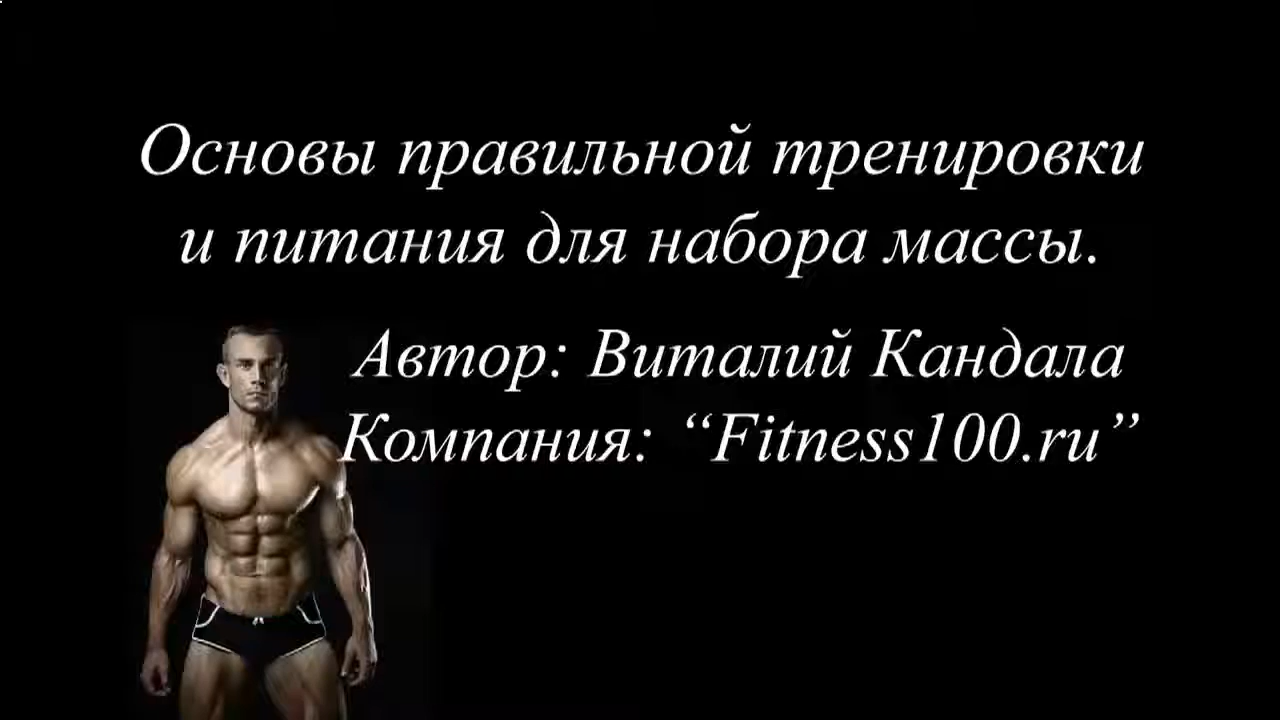 Основы правильной тренировки
и питания для набора массы.
Автор: Виталий Кандала
Компания: “Fitness100.ru”